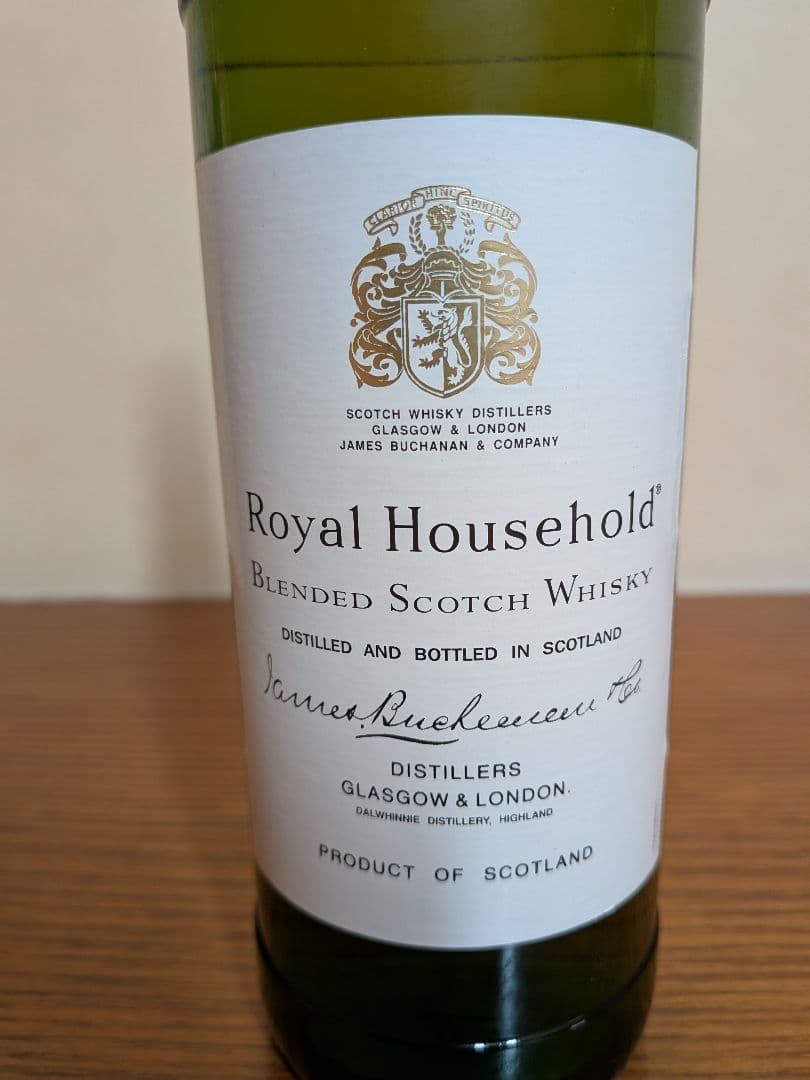 CLARIOR HINC SPIRITUS
SCOTCH WHISKY DISTILLERS
GLASGOW & LONDON
JAMES BUCHANAN & COMPANY
Royal Household®
BLENDED SCOTCH WHISKY
DISTILLED AND BOTTLED IN SCOTLAND
James Buchanan & Co.
DISTILLERS
GLASGOW & LONDON.
DALWHINNIE DISTILLERY, HIGHLAND
PRODUCT OF SCOTLAND